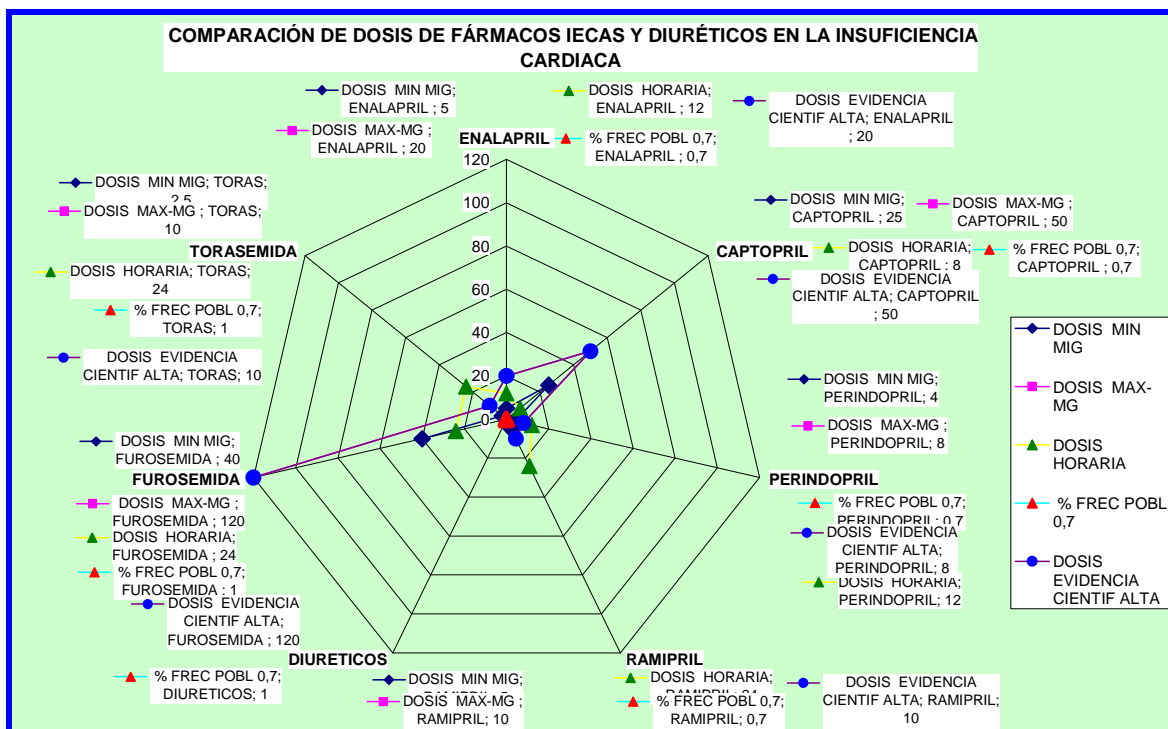 COMPARACIÓN DE DOSIS DE FÁRMACOS IECAS Y DIURÉTICOS EN LA INSUFICIENCIA
CARDIACA
DOSIS MIN MIG;
ENALAPRIL ; 5
DOSIS HORARIA;
ENALAPRIL ; 12
DOSIS EVIDENCIA
CIENTIF ALTA; ENALAPRIL
; 20
DOSIS MAX-MG ;
ENALAPRIL ; 20
ENALAPRIL
% FREC POBL 0,7;
ENALAPRIL ; 0,7
120
100
80
60
40
20
0
DOSIS MIN MIG; TORAS;
2,5
DOSIS MAX-MG ; TORAS;
10
TORASEMIDA
DOSIS HORARIA; TORAS;
24
% FREC POBL 0,7;
TORAS; 1
DOSIS EVIDENCIA
CIENTIF ALTA; TORAS; 10
DOSIS MIN MIG;
CAPTOPRIL ; 25
DOSIS MAX-MG ;
CAPTOPRIL ; 50
CAPTOPRIL
DOSIS HORARIA;
CAPTOPRIL ; 8
% FREC POBL 0,7;
CAPTOPRIL ; 0,7
DOSIS EVIDENCIA
CIENTIF ALTA; CAPTOPRIL
; 50
DOSIS MIN MIG;
PERINDOPRIL ; 4
DOSIS MAX-MG ;
PERINDOPRIL ; 8
PERINDOPRIL
% FREC POBL 0,7;
PERINDOPRIL ; 0,7
DOSIS EVIDENCIA
CIENTIF ALTA;
PERINDOPRIL ; 8
DOSIS HORARIA;
PERINDOPRIL; 12
DOSIS MIN MIG;
FUROSEMIDA ; 40
FUROSEMIDA
DOSIS MAX-MG ;
FUROSEMIDA ; 120
DOSIS HORARIA;
FUROSEMIDA ; 24
% FREC POBL 0,7;
FUROSEMIDA : 1
DOSIS EVIDENCIA
CIENTIF ALTA;
FUROSEMIDA ; 120
DIURETICOS
% FREC POBL 0,7;
DIURETICOS; 1
DOSIS MIN MIG;
DOSIS MAX-MG ;
RAMIPRIL; 10
RAMIPRIL
DOSIS HORARIA;
% FREC POBL 0,7;
RAMIPRIL; 0,7
DOSIS EVIDENCIA
CIENTIF ALTA; RAMIPRIL;
10
DOSIS MIN
MIG
DOSIS MAX-
MG
DOSIS
HORARIA
% FREC POBL
0,7
DOSIS
EVIDENCIA
CIENTIF ALTA